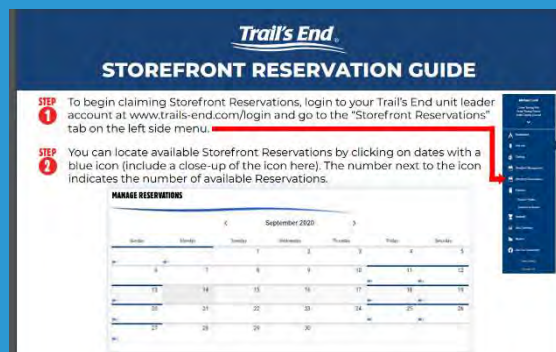 Trail's End
STOREFRONT RESERVATION GUIDE
STEP
1
To begin claiming Storefront Reservations, login to your Trail's End unit leader
account at www.trails-end.com/login and go to the "Storefront Reservations"
tab on the left side menu.
STEP
2
You can locate available Storefront Reservations by clicking on dates with a
blue icon (include a close-up of the icon here). The number next to the icon
indicates the number of available Reservations.
MANAGE RESERVATIONS
< September 2020 >
Sunday Monday Wednesday Thursday Friday Saturday
1 2 3 4 5
6 7 8 9 10 11 12
13 14 15 16 17 18 19
20 21 22 23 24 25 26
27 28 29 30